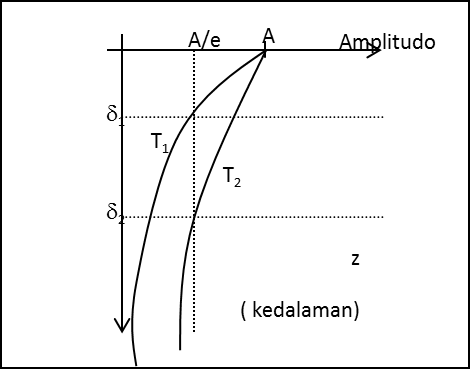 A/e A Amplitudo
δ₁
T₁
T₂
δ₂
z
( kedalaman)